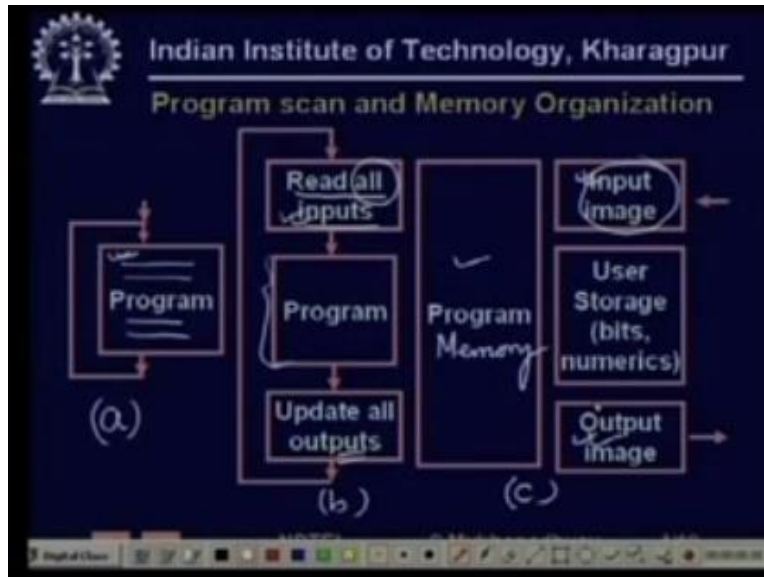 Indian Institute of Technology, Kharagpur
Program scan and Memory Organization
Program
(a)
Read all
inputs
Program
Update all
outputs
(b)
Program
Memory
(c)
Input
image
User
Storage
(bits,
numerics)
Output
image